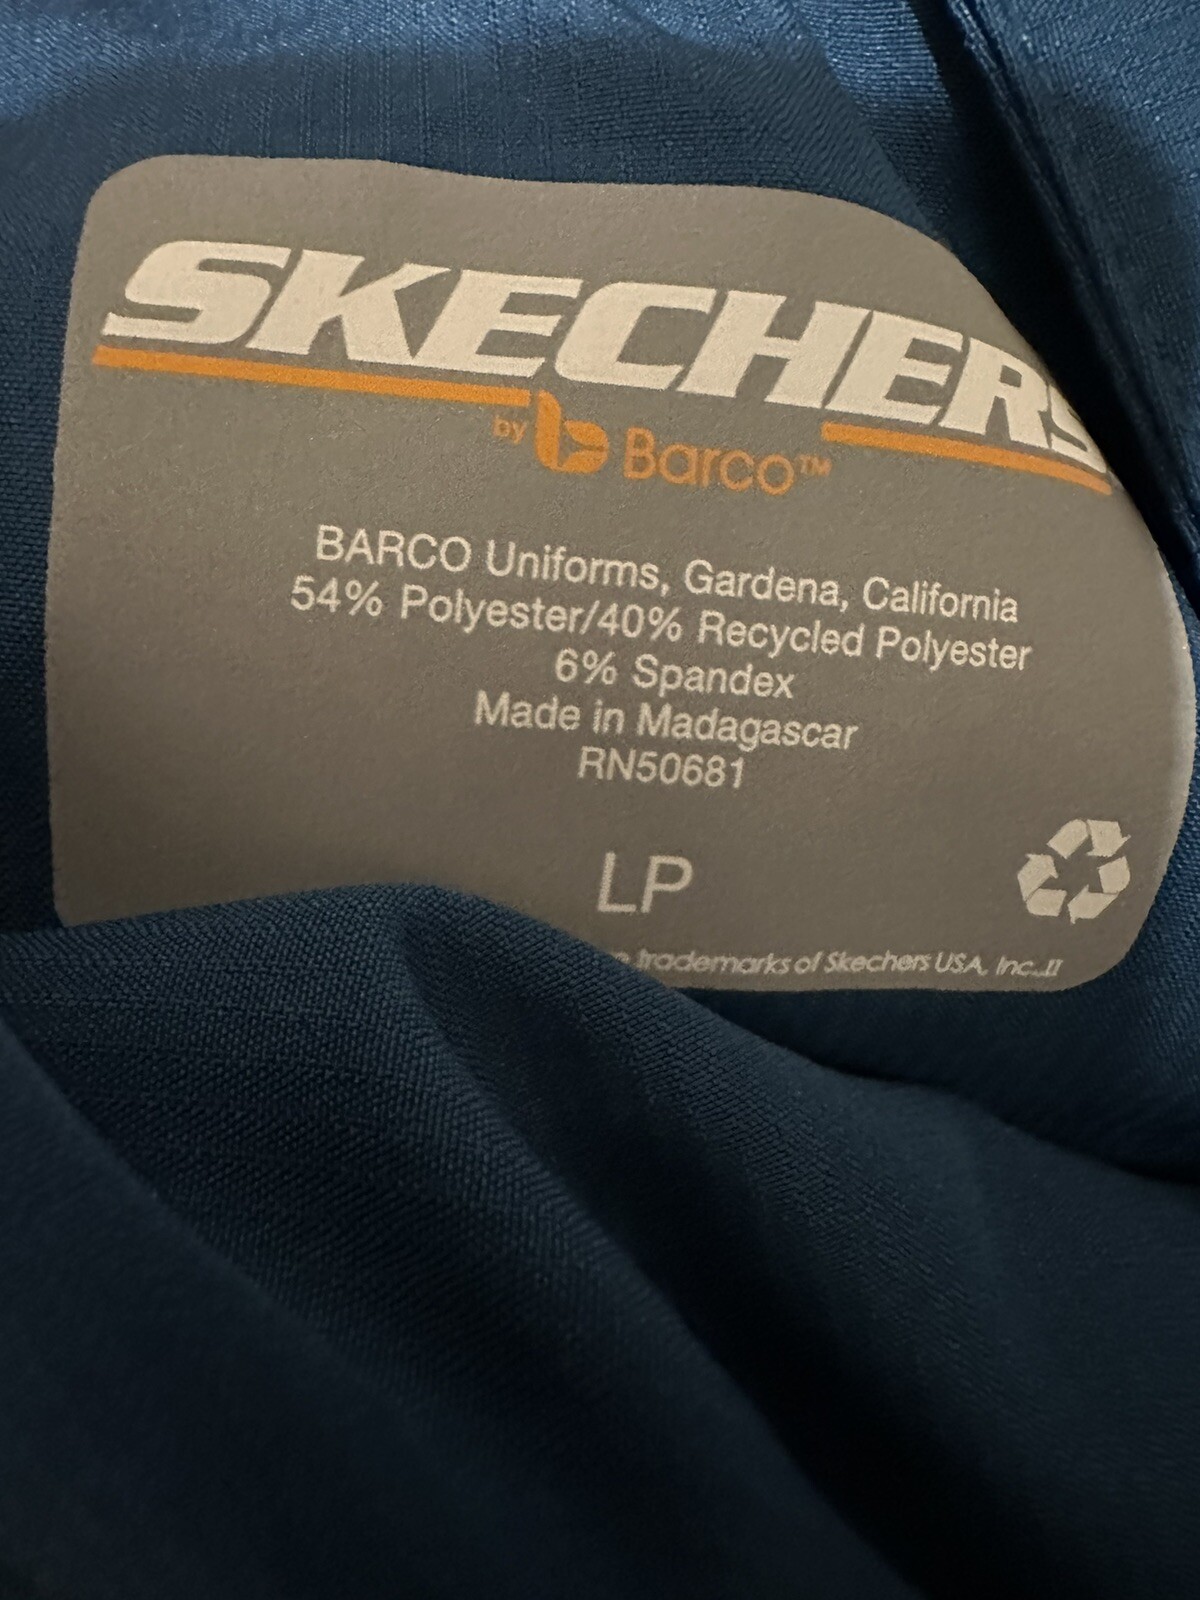 SKECHERS
by Barco™
BARCO Uniforms, Gardena, California
54% Polyester/40% Recycled Polyester
6% Spandex
Made in Madagascar
RN50681
LP
trademarks of Skechers USA, Inc. II